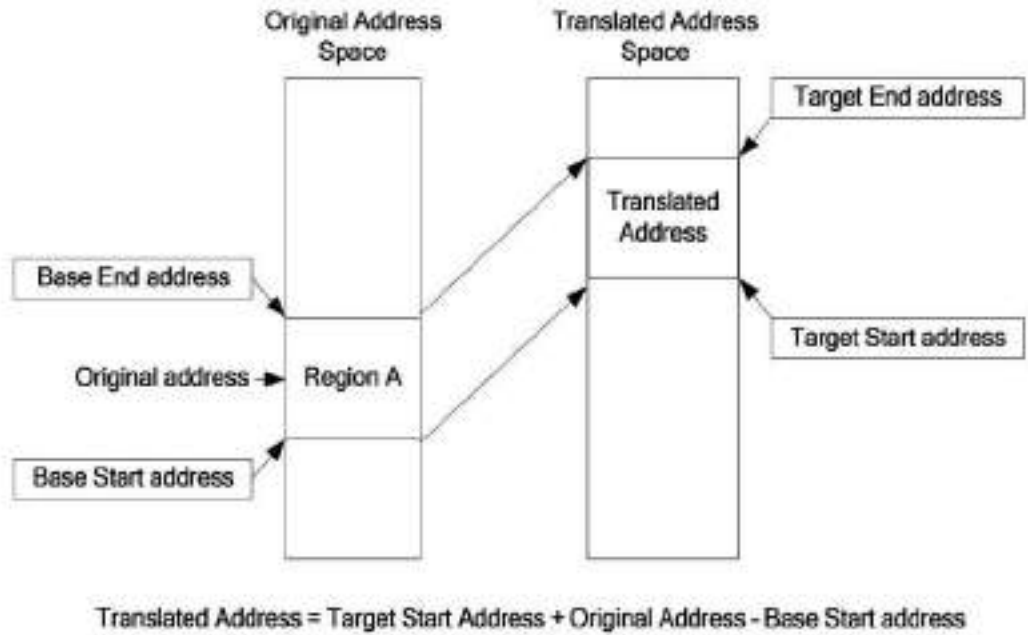 Original Address
Space
Translated Address
Space
Target End address
Translated
Address
Base End address
Target Start address
Original address
Region A
Base Start address
Translated Address = Target Start Address + Original Address - Base Start address